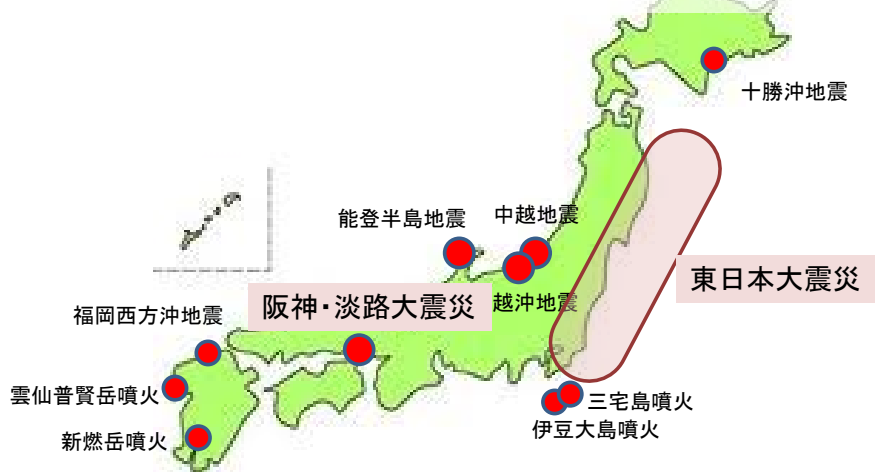 十勝沖地震
能登半島地震
中越地震
東日本大震災
阪神・淡路大震災
越沖地震
福岡西方沖地震
雲仙普賢岳噴火
三宅島噴火
伊豆大島噴火
新燃岳噴火